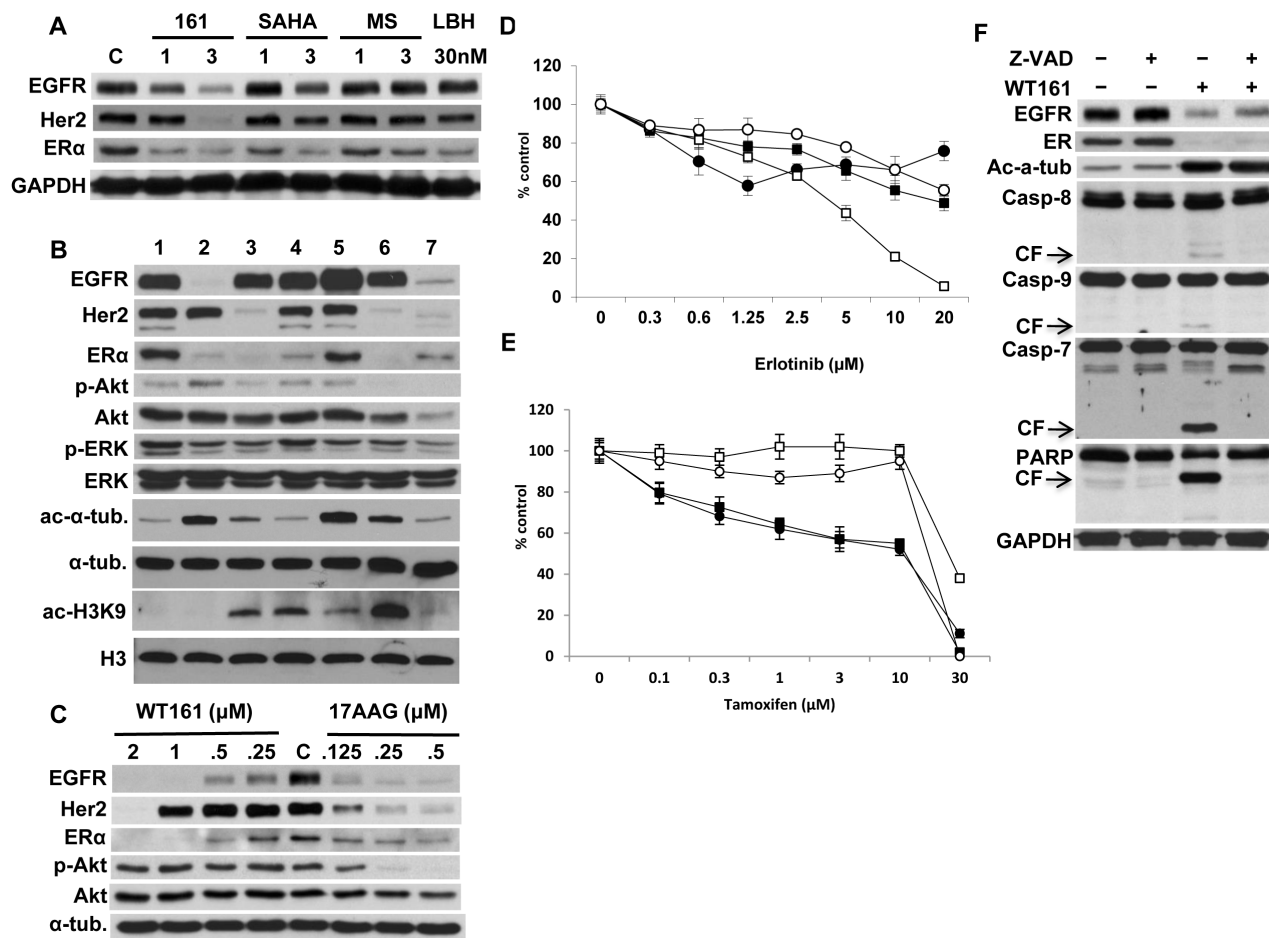 A
161 SAHA MS LBH
C 1 3 1 3 1 3 30nM
EGFR
Her2
ERα
GAPDH
B
1 2 3 4 5 6 7
EGFR
Her2
ERα
p-Akt
Akt
p-ERK
ERK
ac-α-tub.
α-tub.
ac-H3K9
H3
C
WT161 (µM) 17AAG (µM)
2 1 .5 .25 C .125 .25 .5
EGFR
Her2
ERα
p-Akt
Akt
α-tub.
D
% control
120
100
80
60
40
20
0
0 0.3 0.6 1.25 2.5 5 10 20
Erlotinib (µM)
E
% control
120
100
80
60
40
20
0
0 0.1 0.3 1 3 10 30
Tamoxifen (µM)
F
Z-VAD – + – +
WT161 – – + +
EGFR
ER
Ac-a-tub
Casp-8
CF
Casp-9
CF
Casp-7
CF
PARP
CF
GAPDH